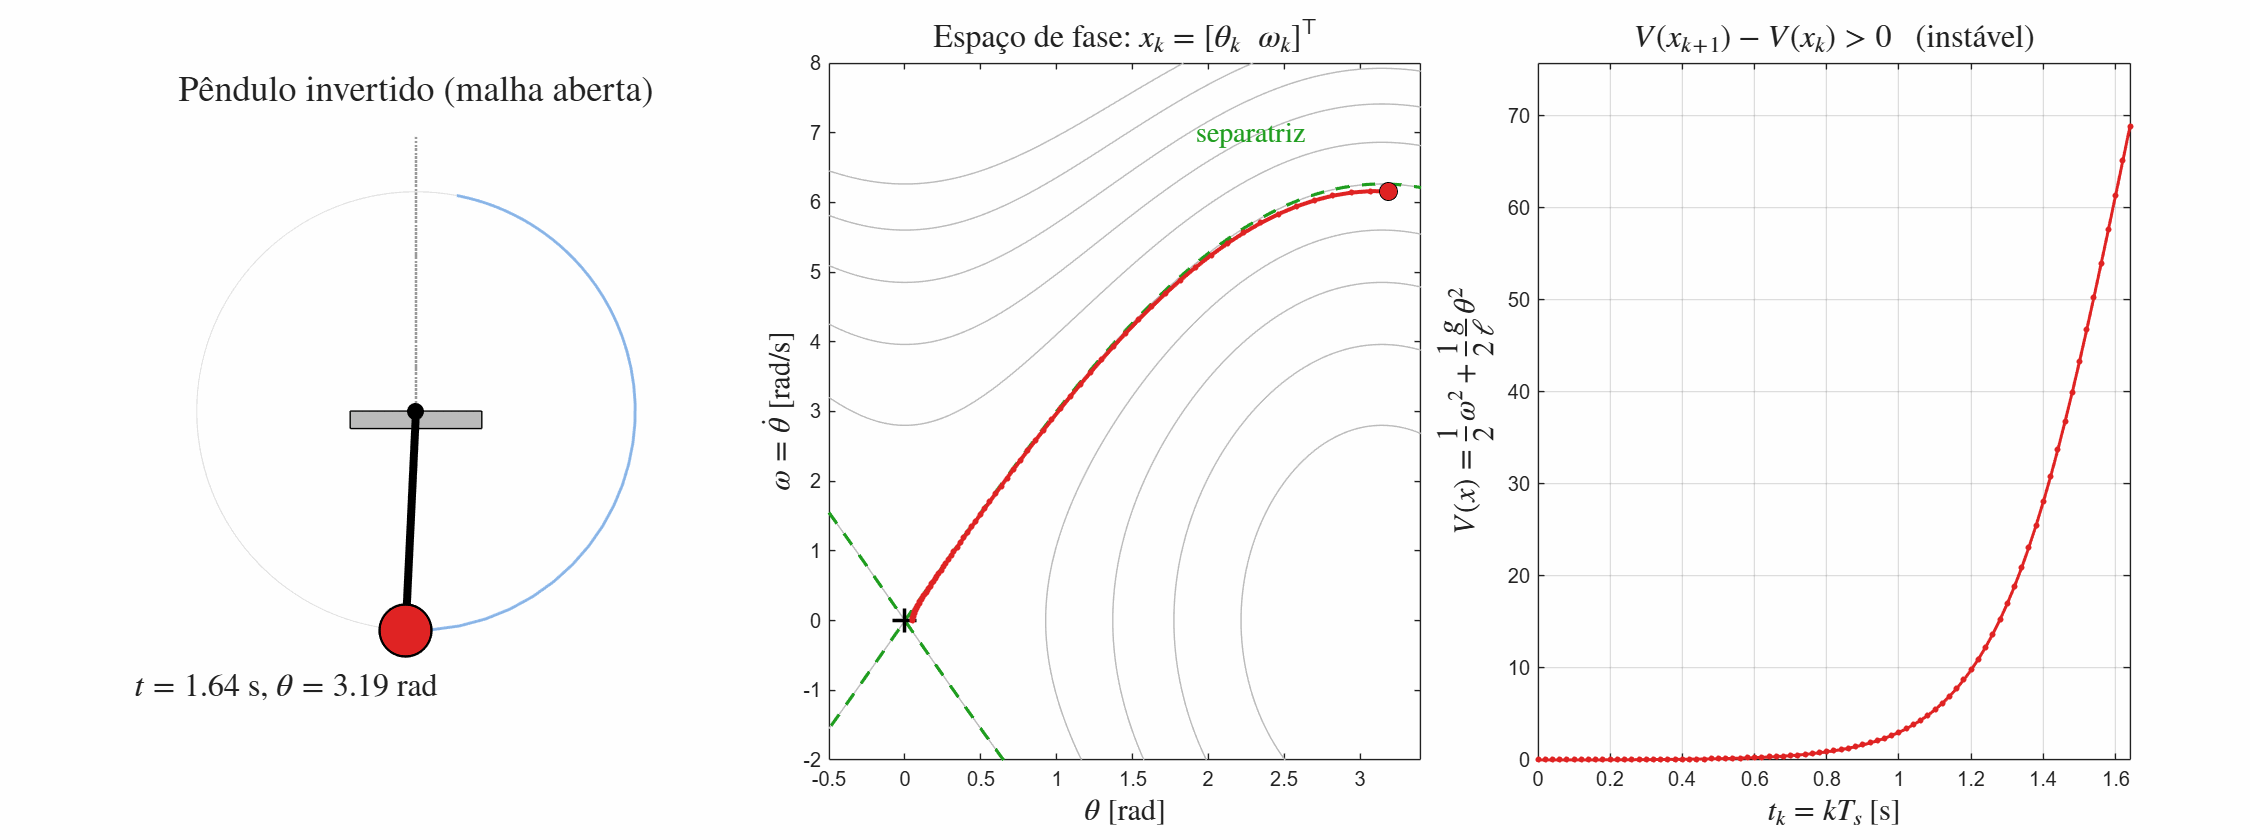 Pêndulo invertido (malha aberta)
t = 1.64 s, θ = 3.19 rad
Espaço de fase: x_k = [θ_k ω_k]^⊤
8
7
6
5
4
3
2
1
0
-1
-2
ω = θ̇ [rad/s]
separatriz
-0.5 0 0.5 1 1.5 2 2.5 3
θ [rad]
V(x_{k+1}) − V(x_k) > 0 (instável)
70
60
50
40
30
20
10
0
V(x) = \frac{1}{2}ω² + \frac{1}{2}\frac{g}{ℓ}θ²
0 0.2 0.4 0.6 0.8 1 1.2 1.4 1.6
t_k = kT_s [s]